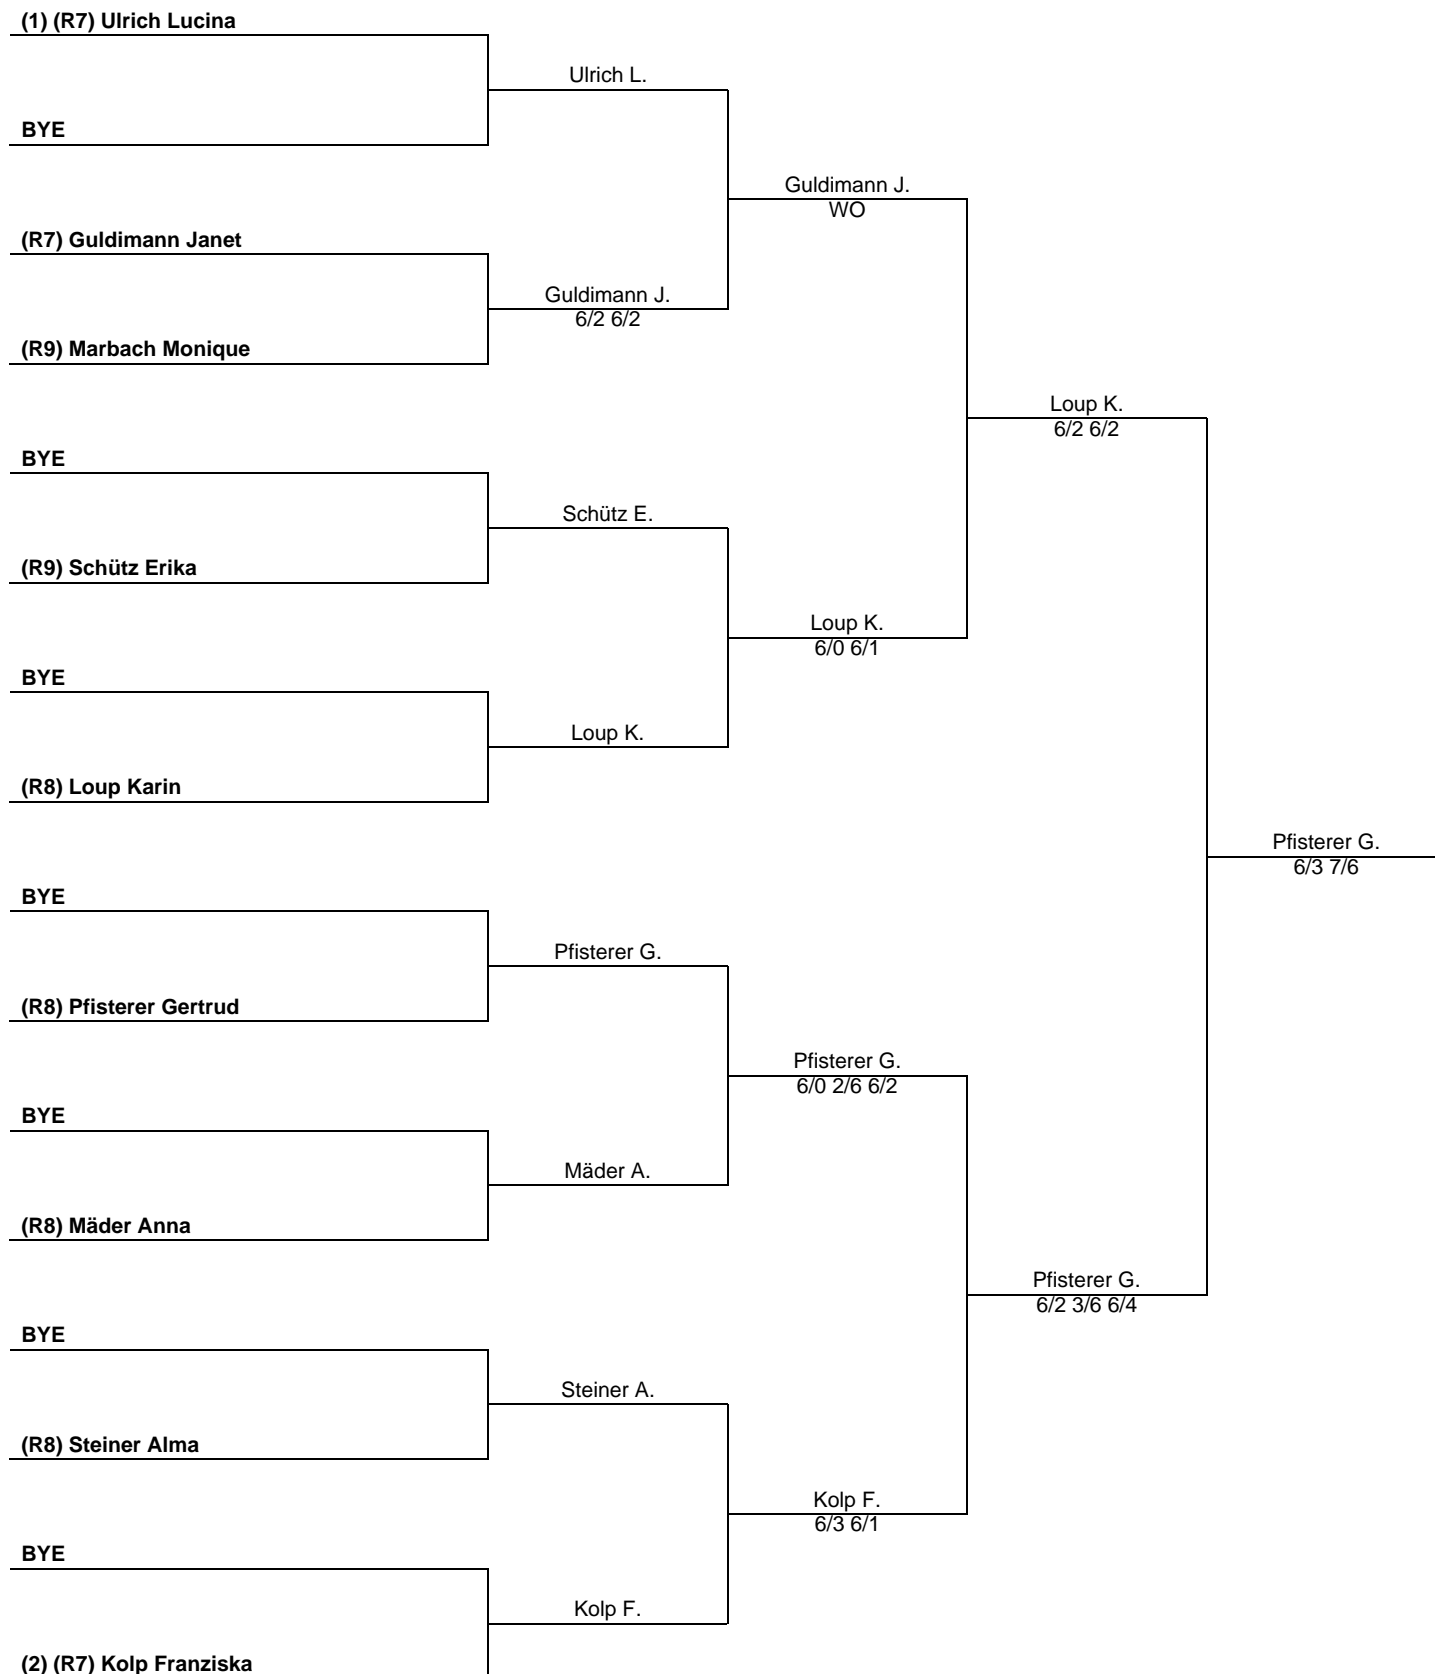 (1) (R7) Ulrich Lucina
Ulrich L.
BYE
Guldimann J.
WO
(R7) Guldimann Janet
Guldimann J.
6/2 6/2
(R9) Marbach Monique
Loup K.
6/2 6/2
BYE
Schütz E.
(R9) Schütz Erika
Loup K.
6/0 6/1
BYE
Loup K.
(R8) Loup Karin
Pfisterer G.
6/3 7/6
BYE
Pfisterer G.
(R8) Pfisterer Gertrud
Pfisterer G.
6/0 2/6 6/2
BYE
Mäder A.
(R8) Mäder Anna
Pfisterer G.
6/2 3/6 6/4
BYE
Steiner A.
(R8) Steiner Alma
Kolp F.
6/3 6/1
BYE
Kolp F.
(2) (R7) Kolp Franziska